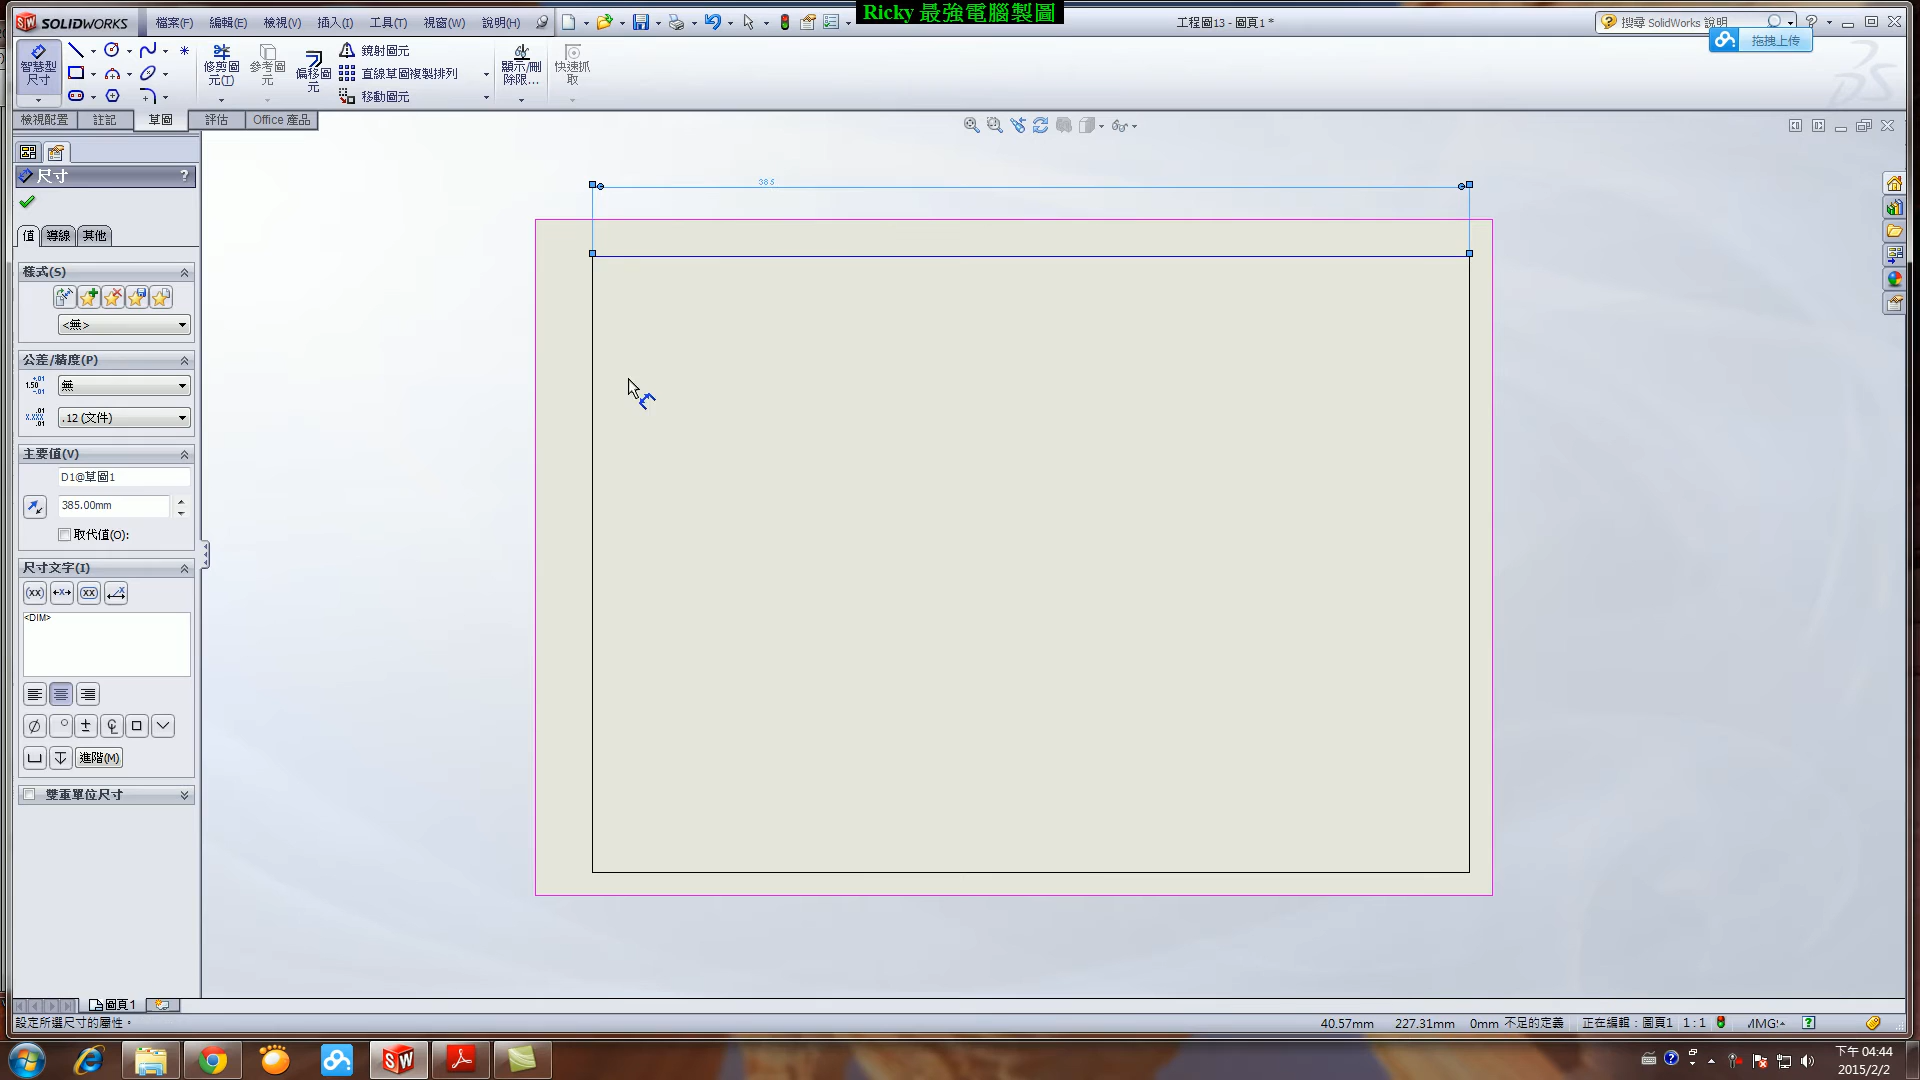 Ricky 最強電腦製圖
SOLIDWORKS
檔案(F)
編輯(E)
檢視(V)
插入(I)
工具(T)
視窗(W)
說明(H)
工程圖13 - 圖頁1 *
搜尋 SolidWorks 說明
拖拽上传
智慧型尺寸
修剪圖元(T)
參考圖元
偏移圖元
鏡射圖元
直線草圖複製排列
移動圖元
顯示/刪除限...
快速抓取
檢視配置
註記
草圖
評估
Office 產品
尺寸
?
值
導線
其他
樣式(S)
<無>
公差/精度(P)
無
.12 (文件)
主要值(V)
D1@草圖1
385.00mm
取代值(O):
尺寸文字(I)
<DIM>
進階(M)
雙重單位尺寸
385
圖頁1
設定所選尺寸的屬性。
40.57mm
227.31mm
0mm
不足的定義
正在編輯：圖頁1
1 : 1
下午 04:44
2015/2/2